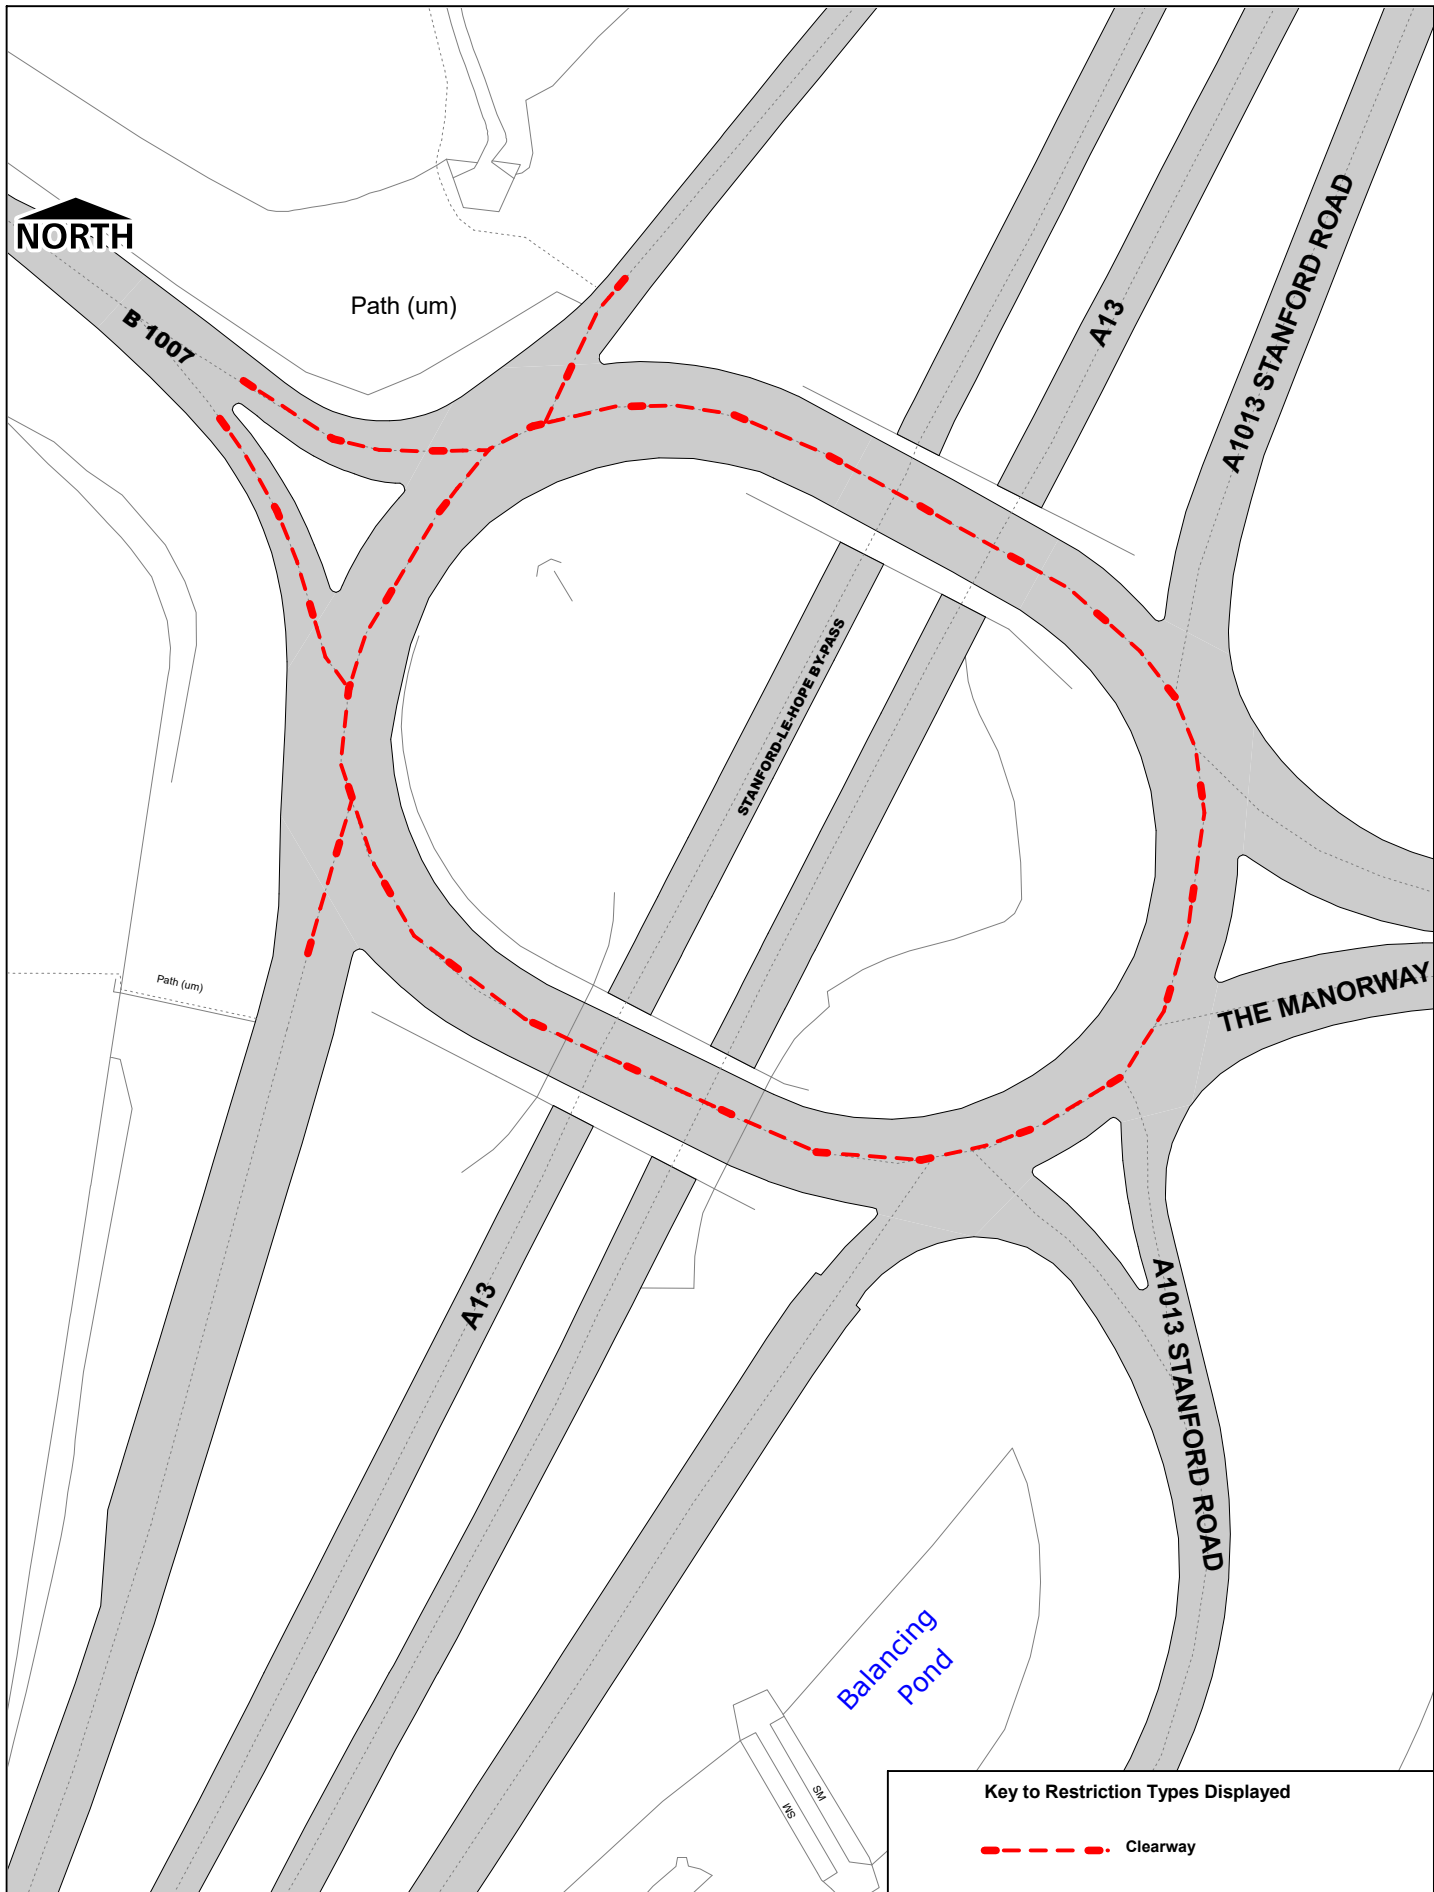 NORTH
B 1007
Path (um)
A13
A1013 STANFORD ROAD
STANFORD-LE-HOPE BY-PASS
Path (um)
THE MANORWAY
A13
A1013 STANFORD ROAD
Balancing
Pond
SM
SM
Key to Restriction Types Displayed
Clearway